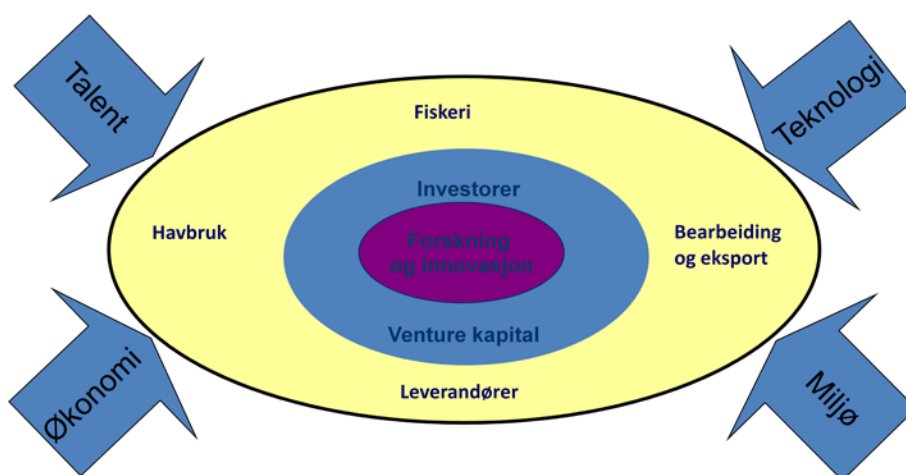 Talent
Teknologi
Fiskeri
Investorer
Havbruk
Forskning
og innovasjon
Bearbeiding
og eksport
Venture kapital
Leverandører
Økonomi
Miljø